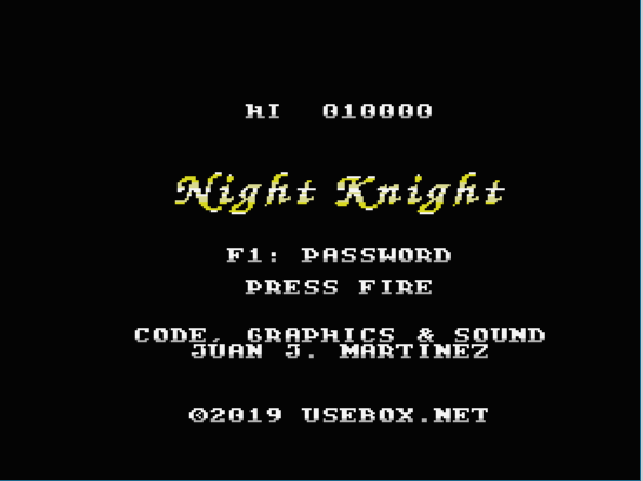 HI 010000
Night Knight
F1: PASSWORD
PRESS FIRE
CODE, GRAPHICS & SOUND
JUAN J. MARTINEZ
©2019 USEBOX.NET